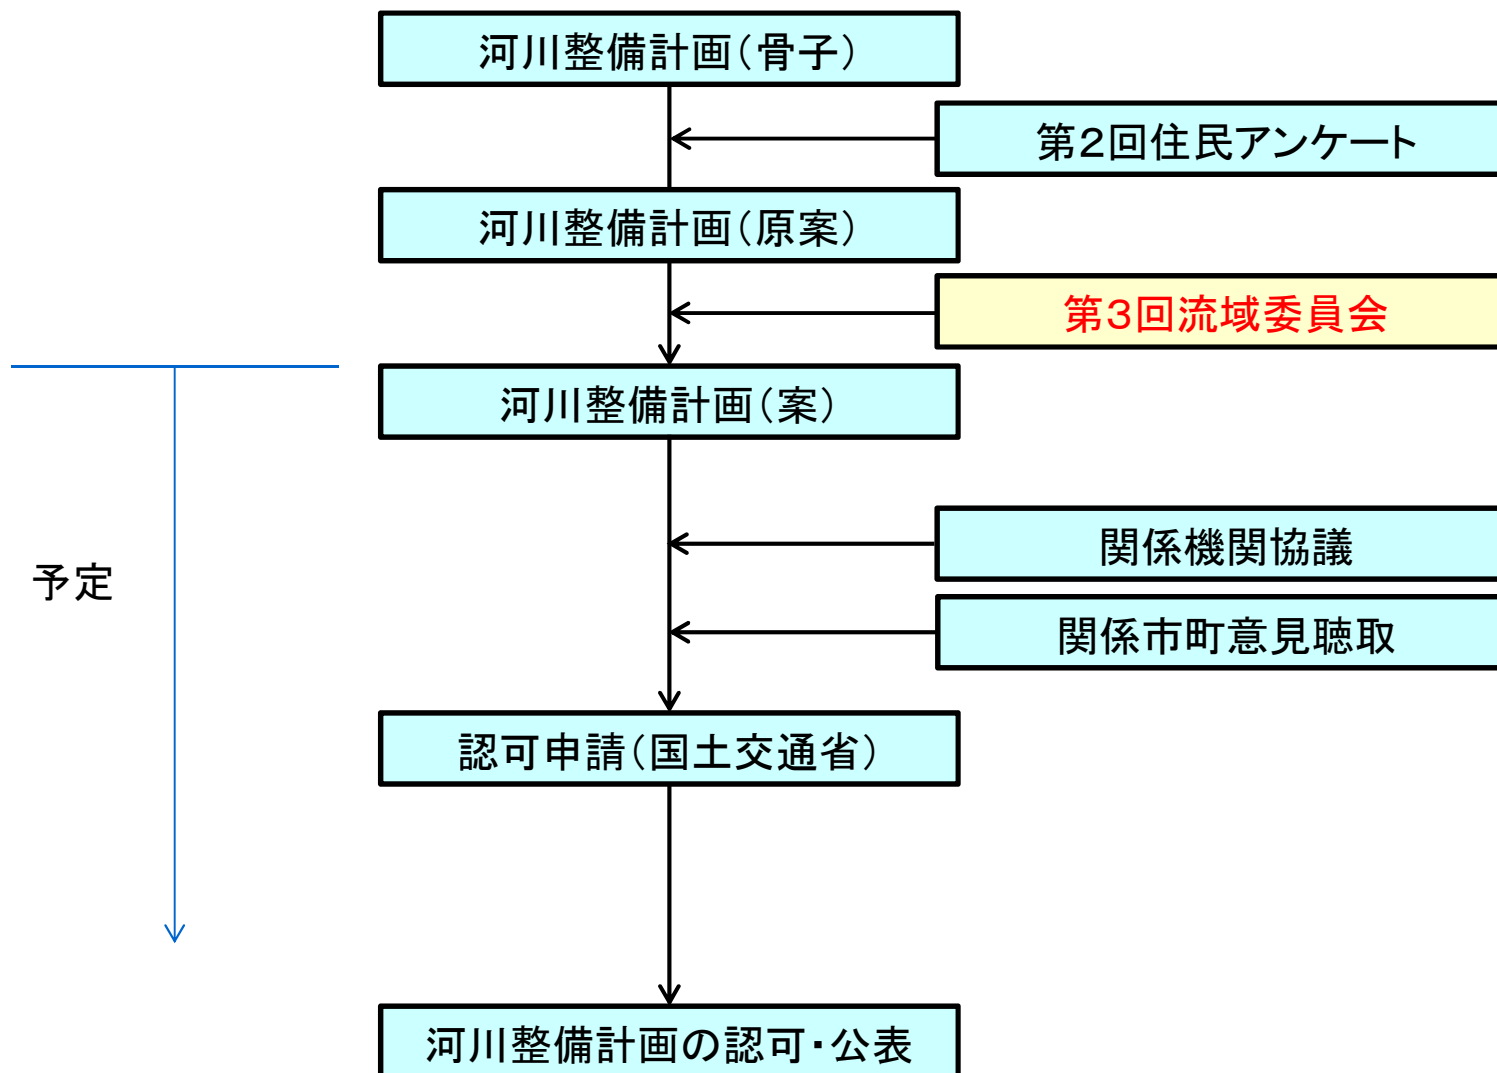 河川整備計画(骨子)
第2回住民アンケート
河川整備計画(原案)
第3回流域委員会
河川整備計画(案)
関係機関協議
予定
関係市町意見聴取
認可申請(国土交通省)
河川整備計画の認可・公表